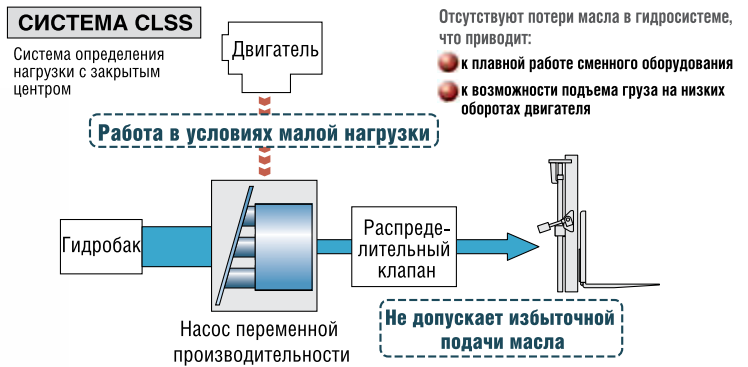 СИСТЕМА CLSS
Система определения
нагрузки с закрытым
центром
Двигатель
Отсутствуют потери масла в гидросистеме,
что приводит:
к плавной работе сменного оборудования
к возможности подъема груза на низких
оборотах двигателя
Работа в условиях малой нагрузки
Гидробак
Распреде-
лительный
клапан
Насос переменной
производительности
Не допускает избыточной
подачи масла